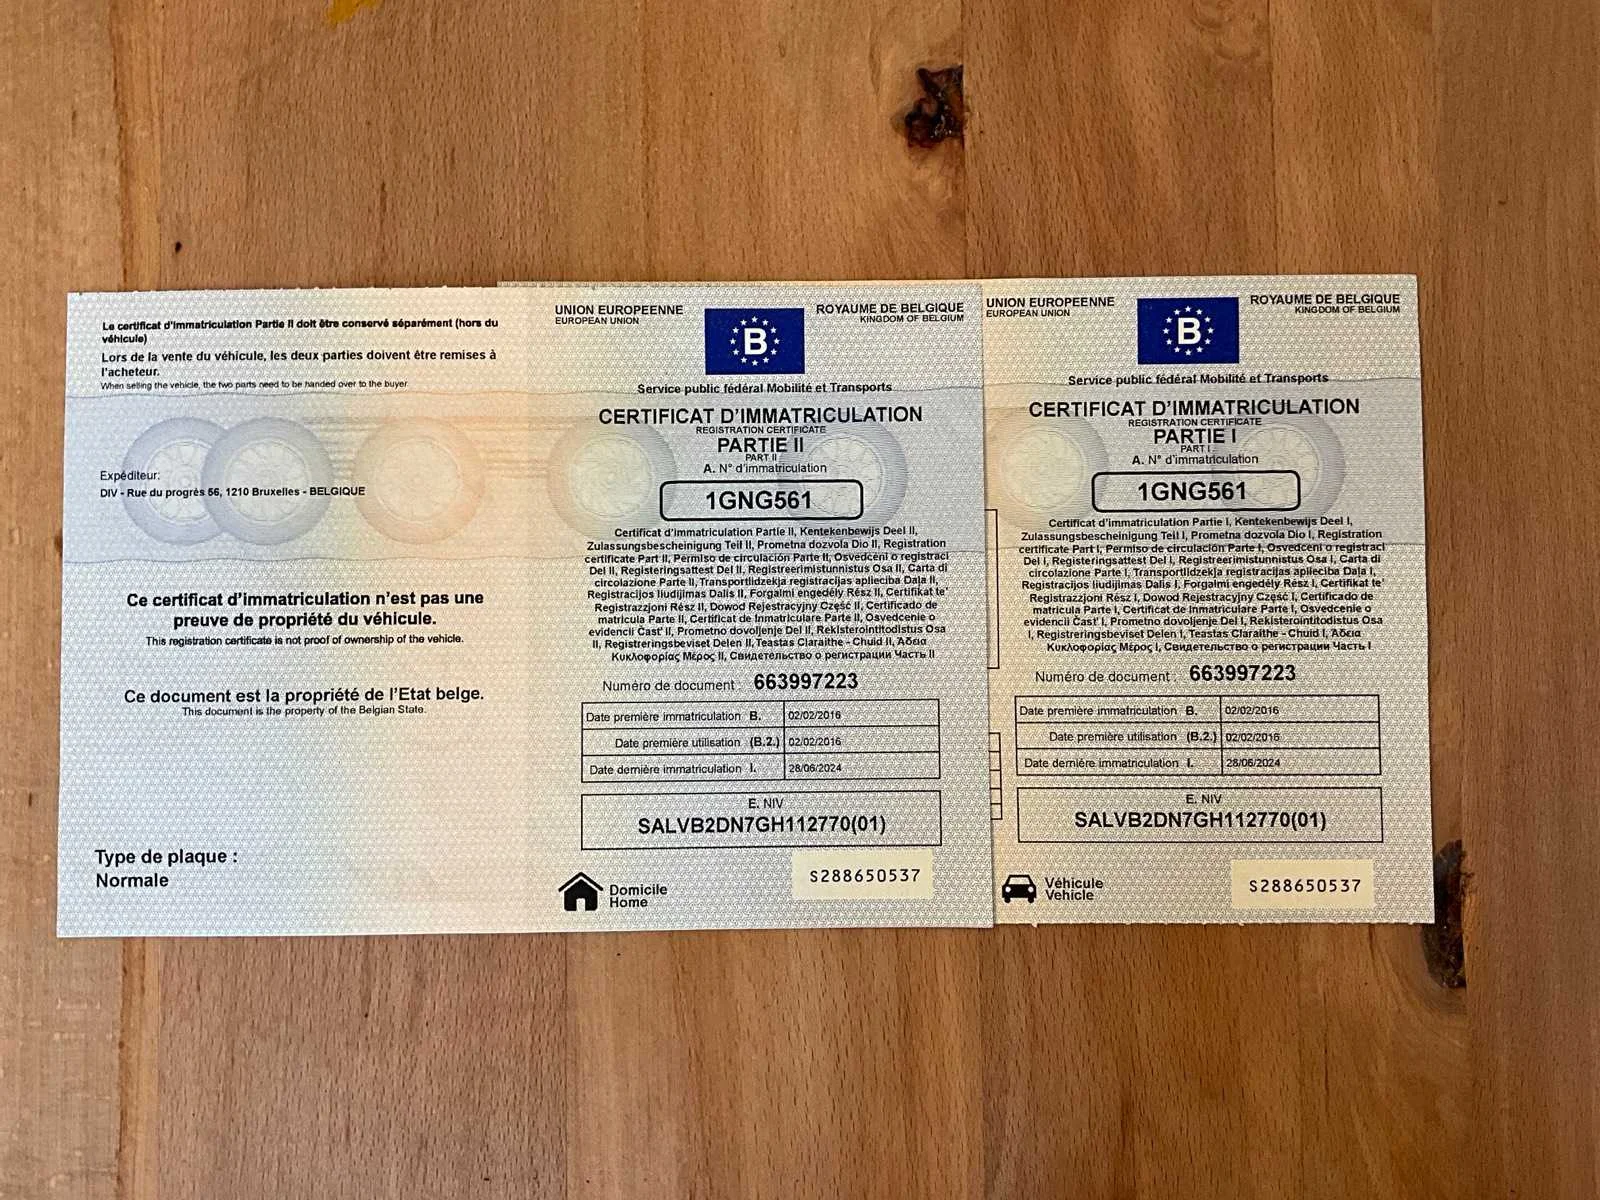 Le certificat d'immatriculation Partie II doit être conservé séparément (hors du
véhicule)
Lors de la vente du véhicule, les deux parties doivent être remises à
l'acheteur.
When selling the vehicle, the two parts need to be handed over to the buyer.
Expéditeur:
DIV - Rue du progrès 56, 1210 Bruxelles - BELGIQUE
Ce certificat d'immatriculation n'est pas une
preuve de propriété du véhicule.
This registration certificate is not proof of ownership of the vehicle.
Ce document est la propriété de l'Etat belge.
This document is the property of the Belgian State.
Type de plaque :
Normale
UNION EUROPEENNE
EUROPEAN UNION
B
ROYAUME DE BELGIQUE
KINGDOM OF BELGIUM
Service public fédéral Mobilité et Transports
CERTIFICAT D'IMMATRICULATION
REGISTRATION CERTIFICATE
PARTIE II
PART II
A. N° d'immatriculation
1GNG561
Certificat d'immatriculation Partie II, Kentekenbewijs Deel II,
Zulassungsbescheinigung Teil II, Prometna dozvola Dio II, Registration
certificate Part II, Permiso de circulación Parte II, Osvedceni o registraci
Del II, Registeringsattest Del II, Registreerimistunnistus Osa II, Carta di
circolazione Parte II, Transportlidzekja registracijas aplieciba Daļa II,
Registracijos liudijimas Dalis II, Forgalmi engedély Rész II, Certifikat te'
Registrazzjoni Rész II, Dowod Rejestracyjny Część II, Certificado de
matricula Parte II, Certificat de înmatriculare Parte II, Osvedcenie o
evidencii Čast' II, Prometno dovoljenje Del II, Rekisterointitodistus Osa
II, Registreringsbeviset Delen II, Teastas Claraithe - Chuid II, Άδεια
Κυκλοφορίας Μέρος II, Свидетельство о регистрации Часть II
Numéro de document : 663997223
Date première immatriculation B. 02/02/2016
Date première utilisation (B.2.) 02/02/2016
Date dernière immatriculation I. 28/06/2024
E. NIV
SALVB2DN7GH112770(01)
Domicile
Home
S288650537
UNION EUROPEENNE
EUROPEAN UNION
B
ROYAUME DE BELGIQUE
KINGDOM OF BELGIUM
Service public fédéral Mobilité et Transports
CERTIFICAT D'IMMATRICULATION
REGISTRATION CERTIFICATE
PARTIE I
PART I
A. N° d'immatriculation
1GNG561
Certificat d'immatriculation Partie I, Kentekenbewijs Deel I,
Zulassungsbescheinigung Teil I, Prometna dozvola Dio I, Registration
certificate Part I, Permiso de circulación Parte I, Osvedceni o registraci
Del I, Registeringsattest Del I, Registreerimistunnistus Osa I, Carta di
circolazione Parte I, Transportlidzekja registracijas aplieciba Daļa I,
Registracijos liudijimas Dalis I, Forgalmi engedély Rész I, Certifikat te'
Registrazzjoni Rész I, Dowod Rejestracyjny Część I, Certificado de
matricula Parte I, Certificat de înmatriculare Parte I, Osvedcenie o
evidencii Čast' I, Prometno dovoljenje Del I, Rekisterointitodistus Osa
I, Registreringsbeviset Delen I, Teastas Claraithe - Chuid I, Άδεια
Κυκλοφορίας Μέρος I, Свидетельство о регистрации Часть I
Numéro de document : 663997223
Date première immatriculation B. 02/02/2016
Date première utilisation (B.2.) 02/02/2016
Date dernière immatriculation I. 28/06/2024
E. NIV
SALVB2DN7GH112770(01)
Véhicule
Vehicle
S288650537